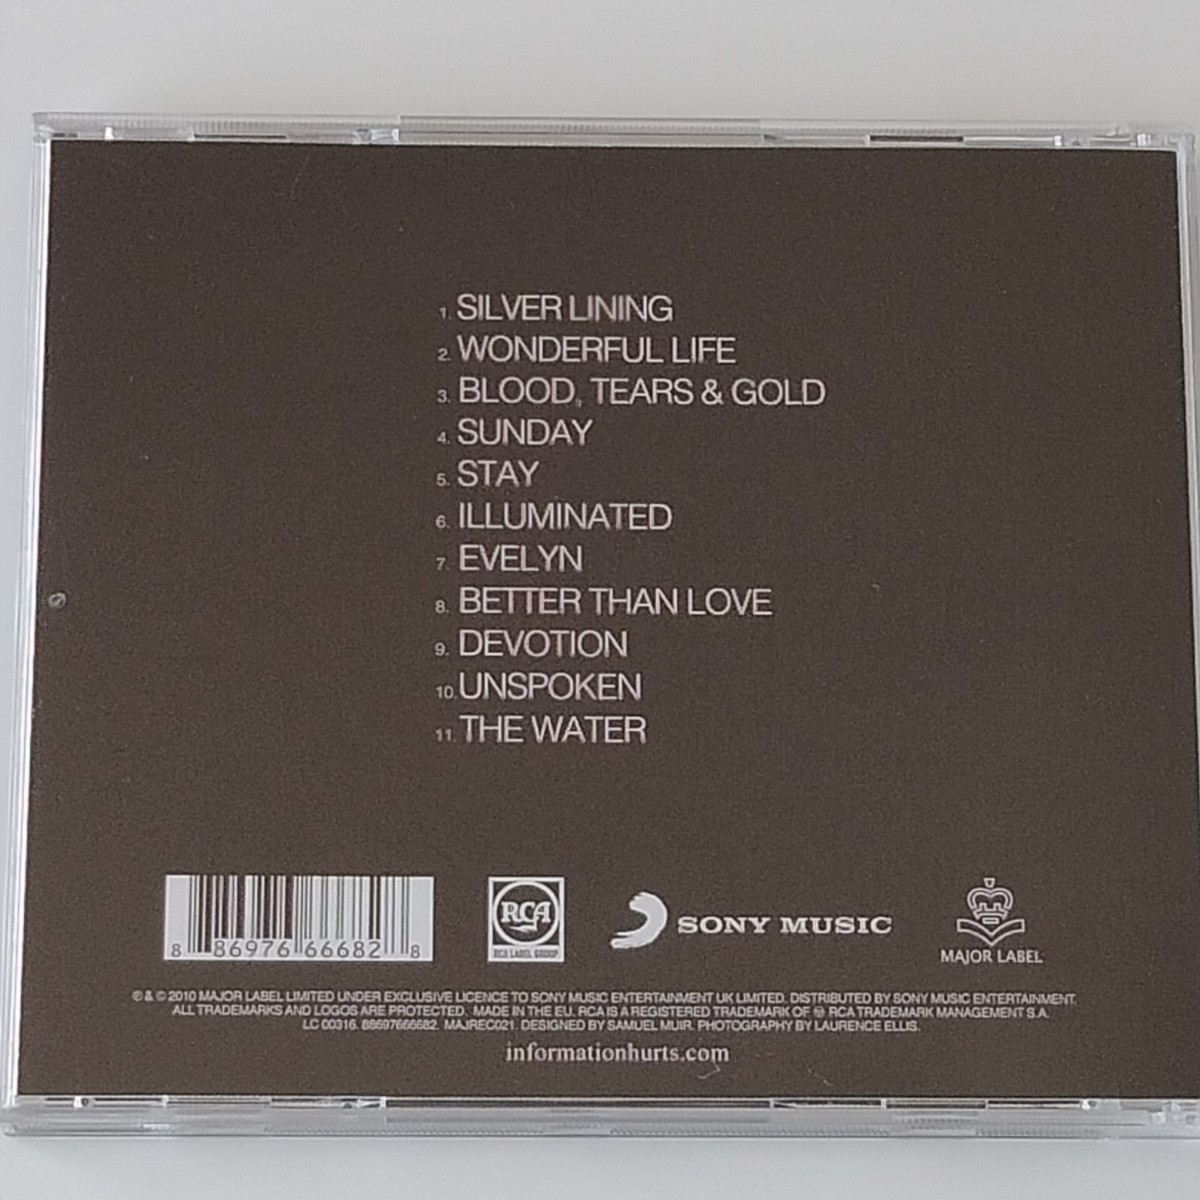 1. SILVER LINING
2. WONDERFUL LIFE
3. BLOOD, TEARS & GOLD
4. SUNDAY
5. STAY
6. ILLUMINATED
7. EVELYN
8. BETTER THAN LOVE
9. DEVOTION
10. UNSPOKEN
11. THE WATER
8 86976 66682 8
RCA
RCA LABEL GROUP
SONY MUSIC
MAJOR LABEL
℗ & © 2010 MAJOR LABEL LIMITED UNDER EXCLUSIVE LICENCE TO SONY MUSIC ENTERTAINMENT UK LIMITED. DISTRIBUTED BY SONY MUSIC ENTERTAINMENT.
ALL TRADEMARKS AND LOGOS ARE PROTECTED. MADE IN THE EU. RCA IS A REGISTERED TRADEMARK OF RCA TRADEMARK MANAGEMENT S.A.
LC 00316. 88697666682. MAJREC021. DESIGNED BY SAMUEL MUIR. PHOTOGRAPHY BY LAURENCE ELLIS.
informationhurts.com